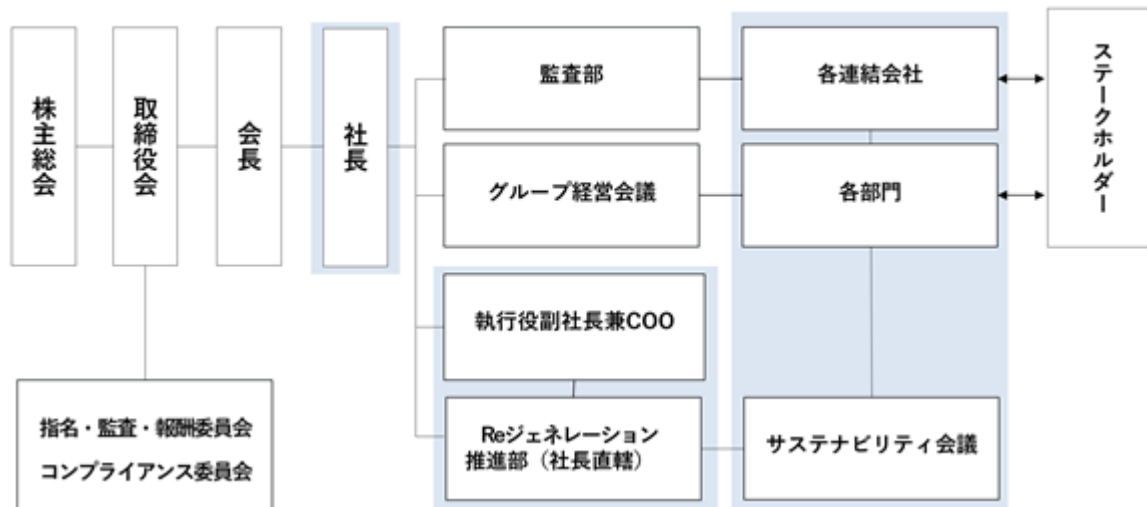 株主総会
取締役会
会長
社長
監査部
各連結会社
ステークホルダー
グループ経営会議
各部門
執行役副社長兼COO
指名・監査・報酬委員会
コンプライアンス委員会
Reジェネレーション
推進部（社長直轄）
サステナビリティ会議